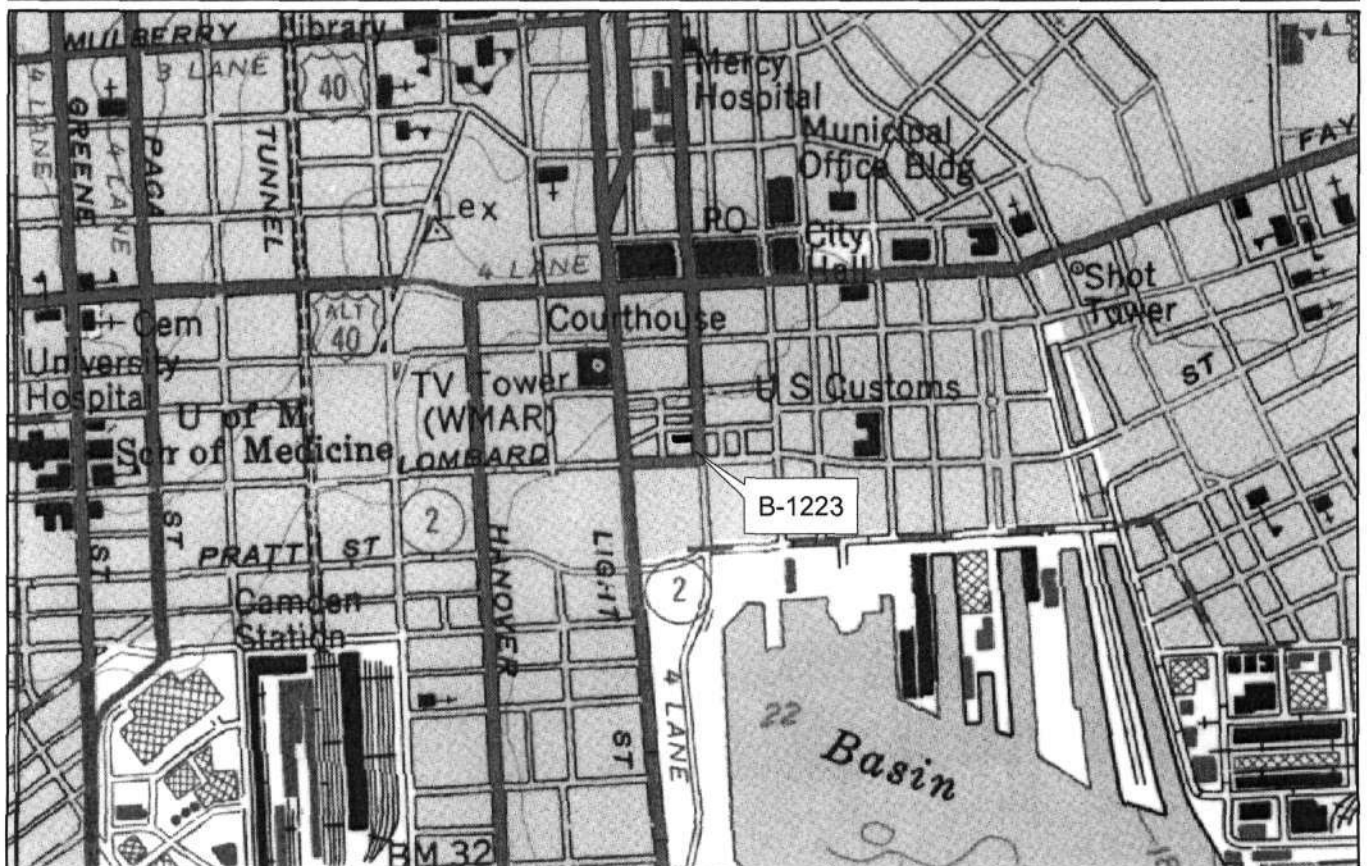 MULBERRY
Library
4 LANE
3 LANE
40
Mercy
Hospital
GREENE
4 LANE
PACA
TUNNEL
Municipal
Office Bldg
FAY
Lex
PO
City
Hall
4 LANE
Shot
Tower
ALT
40
Courthouse
Cem
University
Hospital
TV Tower
(WMAR)
U S Customs
ST
U of M
Sch of Medicine
LOMBARD
B-1223
2
HANOVER
LIGHT
ST
ST
PRATT ST
2
Camden
Station
4 LANE
ST
22
Basin
BM 32
18